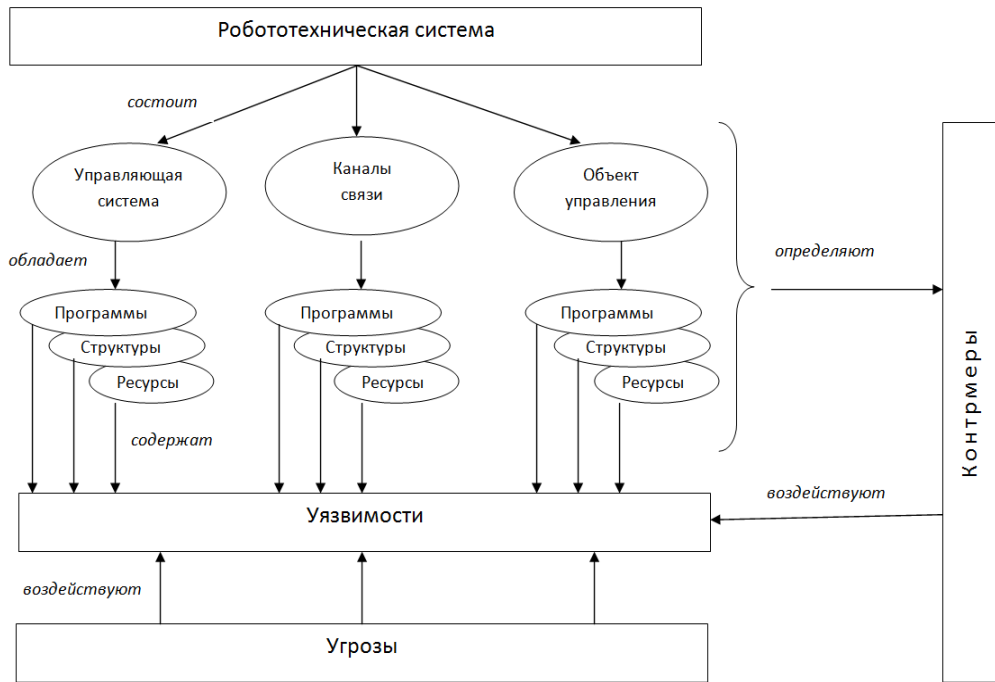 Робототехническая система
состоит
Управляющая
система
Каналы
связи
Объект
управления
обладает
определяют
Программы
Структуры
Ресурсы
Программы
Структуры
Ресурсы
Программы
Структуры
Ресурсы
содержат
Контрмеры
воздействуют
Уязвимости
воздействуют
Угрозы